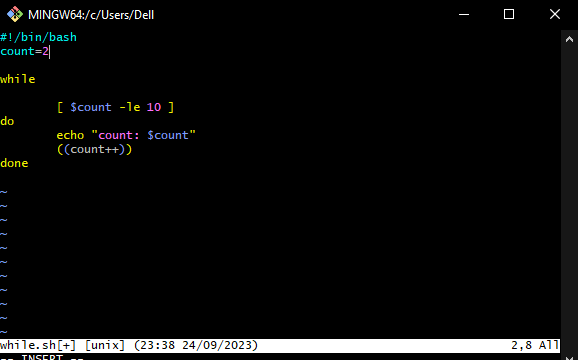 MINGW64:/c/Users/Dell
#!/bin/bash
count=2
while
[ $count -le 10 ]
do
echo "count: $count"
((count++))
done
~
~
~
~
~
~
~
~
~
~
~
while.sh[+] [unix] (23:38 24/09/2023) 2,8 All
-- INSERT --